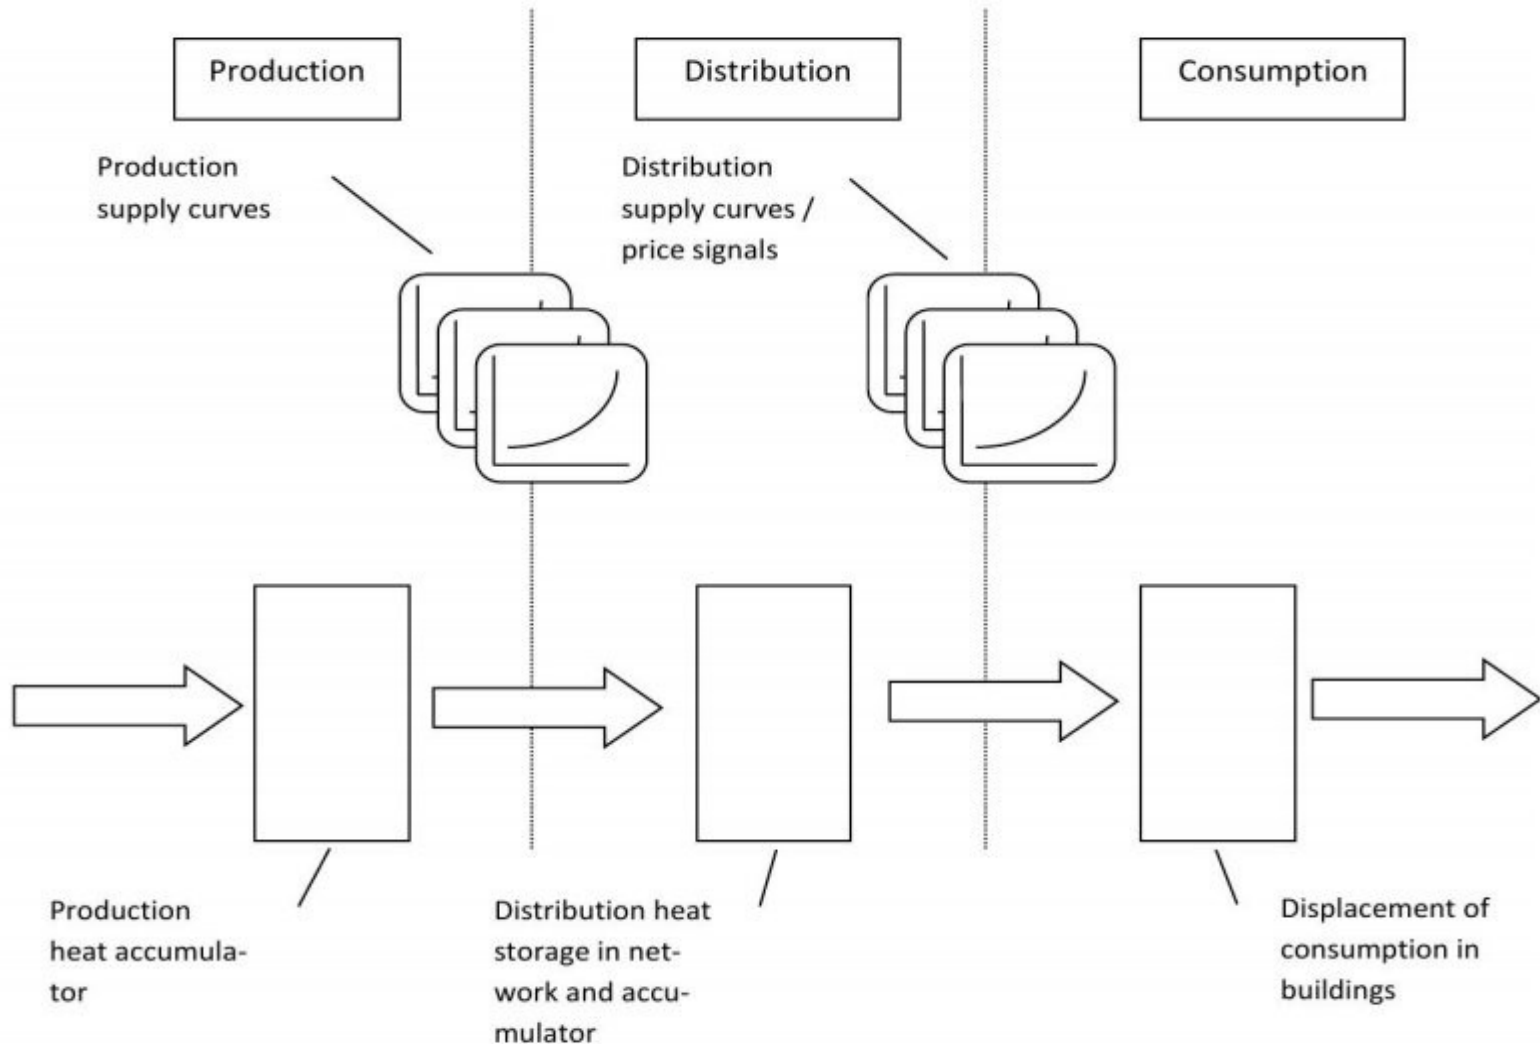 Production
Distribution
Consumption
Production
supply curves
Distribution
supply curves /
price signals
Production
heat accumula-
tor
Distribution heat
storage in net-
work and accu-
mulator
Displacement of
consumption in
buildings